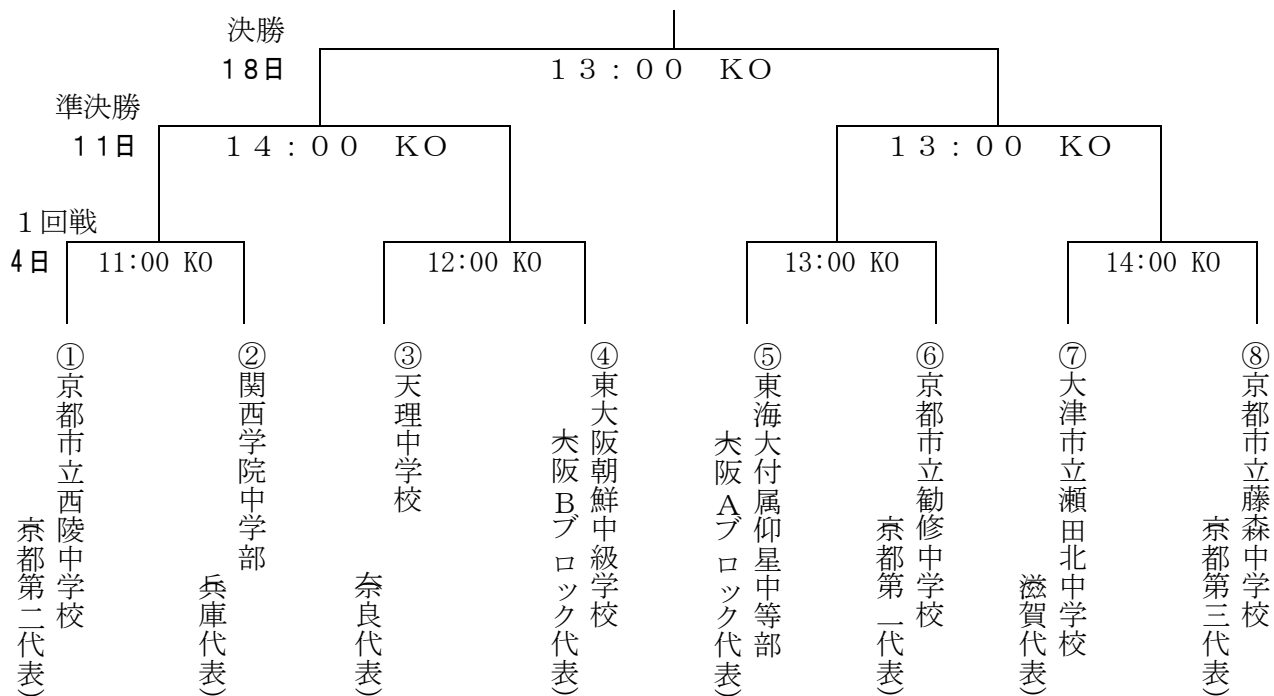 決勝
18日
13:00 KO
準決勝
11日
14:00 KO
13:00 KO
1回戦
4日
11:00 KO
12:00 KO
13:00 KO
14:00 KO
①京都市立西陵中学校
(京都第二代表)
②関西学院中学部
(兵庫代表)
③天理中学校
(奈良代表)
④東大阪朝鮮中級学校
(大阪Bブロック代表)
⑤東海大付属仰星中等部
(大阪Aブロック代表)
⑥京都市立勧修中学校
(京都第一代表)
⑦大津市立瀬田北中学校
(滋賀代表)
⑧京都市立藤森中学校
(京都第三代表)